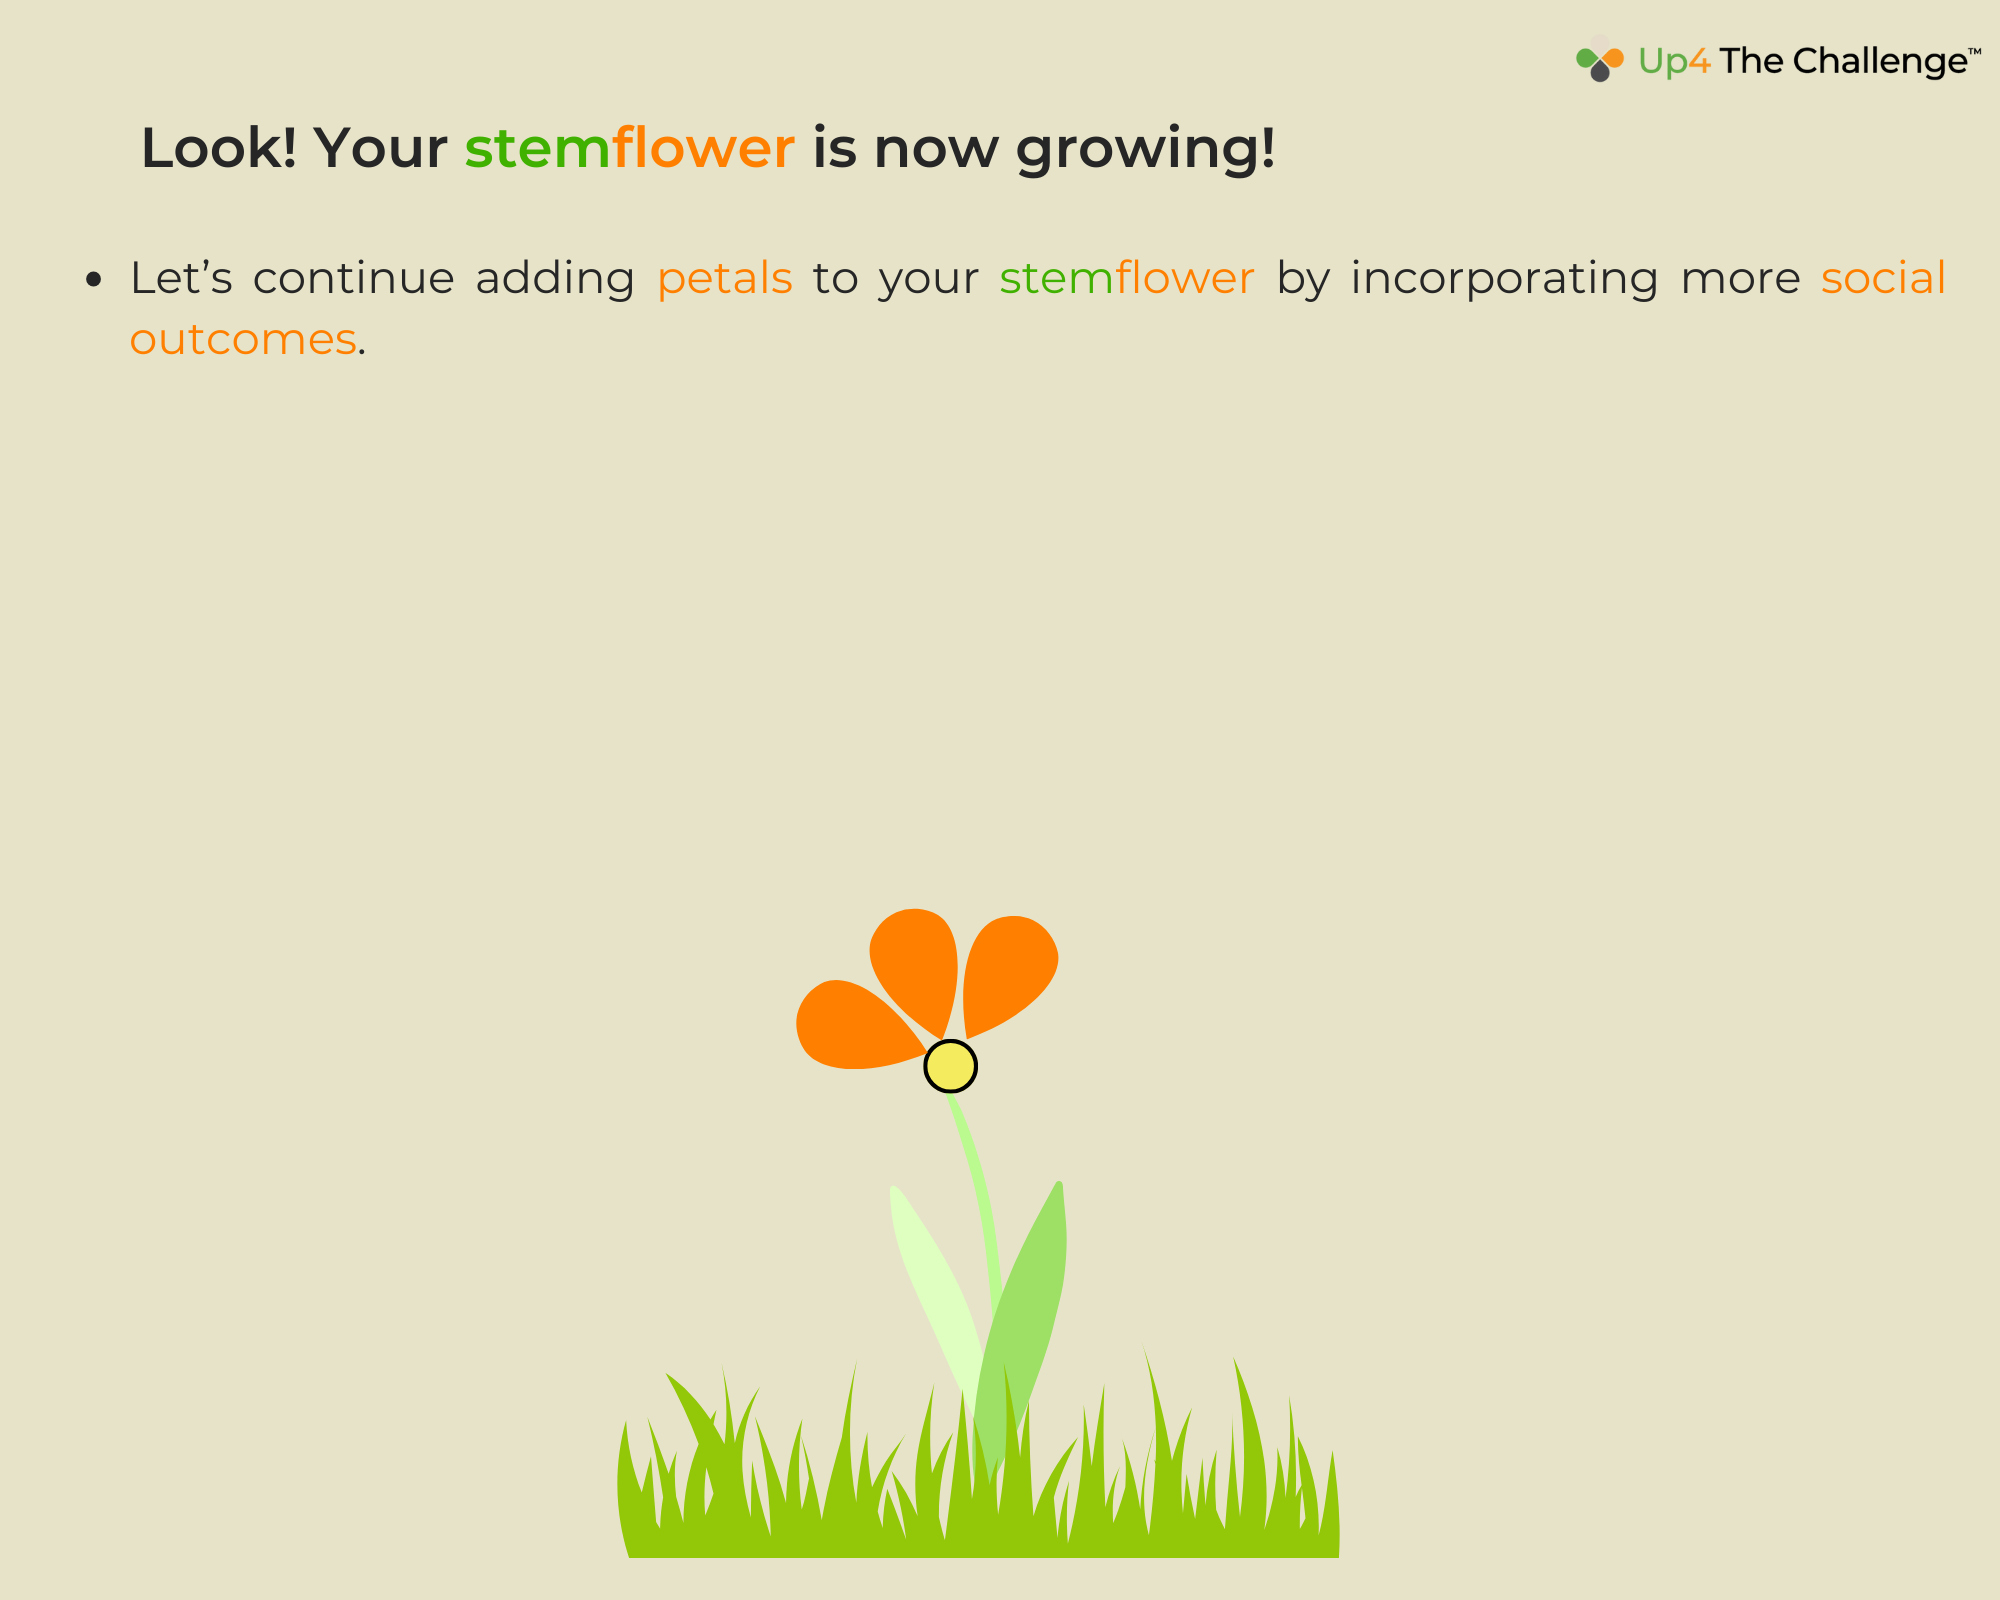 Up4 The Challenge™
Look! Your stemflower is now growing!
• Let’s continue adding petals to your stemflower by incorporating more social
outcomes.